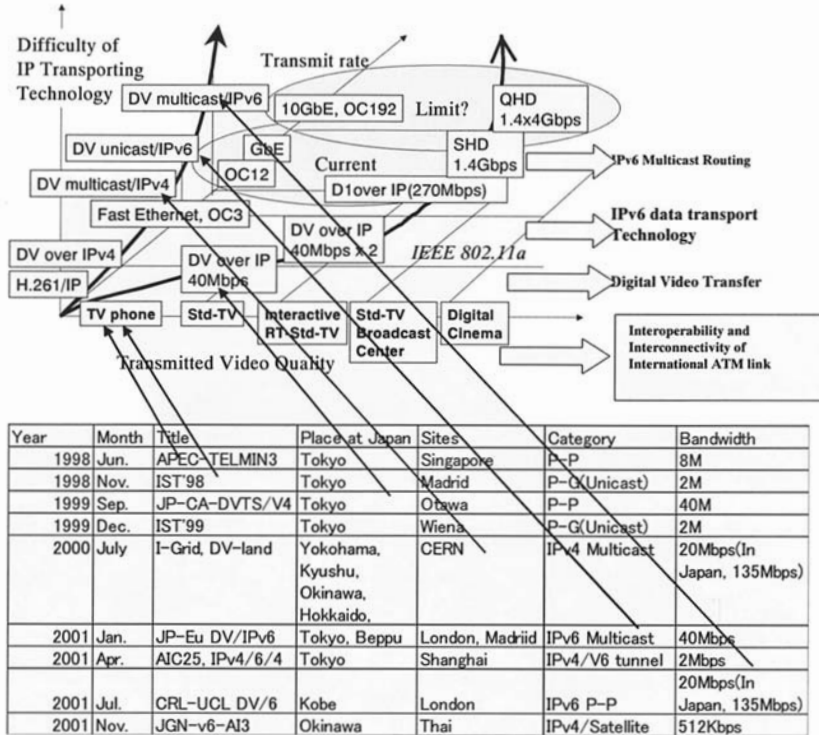 Difficulty of
IP Transporting
Technology
Transmit rate
DV multicast/IPv6
10GbE, OC192
Limit?
QHD
1.4x4Gbps
DV unicast/IPv6
GbE
OC12
Current
SHD
1.4Gbps
IPv6 Multicast Routing
DV multicast/IPv4
D1over IP(270Mbps)
Fast Ethernet, OC3
IPv6 data transport
Technology
DV over IPv4
DV over IP
40Mbps
DV over IP
40Mbps x 2
IEEE 802.11a
H.261/IP
Digital Video Transfer
TV phone
Std-TV
Interactive
RT-Std-TV
Std-TV
Broadcast
Center
Digital
Cinema
Transmitted Video Quality
Interoperability and
Interconnectivity of
International ATM link
Year Month Title Place at Japan Sites Category Bandwidth
1998 Jun. APEC-TELMIN3 Tokyo Singapore P-P 8M
1998 Nov. IST'98 Tokyo Madrid P-G(Unicast) 2M
1999 Sep. JP-CA-DVTS/V4 Tokyo Otawa P-P 40M
1999 Dec. IST'99 Tokyo Wiena P-G(Unicast) 2M
2000 July I-Grid, DV-land Yokohama, CERN IPv4 Multicast 20Mbps(In
Kyushu, Japan, 135Mbps)
Okinawa,
Hokkaido,
2001 Jan. JP-Eu DV/IPv6 Tokyo, Beppu London, Madriid IPv6 Multicast 40Mbps
2001 Apr. AIC25, IPv4/6/4 Tokyo Shanghai IPv4/V6 tunnel 2Mbps
20Mbps(In
2001 Jul. CRL-UCL DV/6 Kobe London IPv6 P-P Japan, 135Mbps)
2001 Nov. JGN-v6-AI3 Okinawa Thai IPv4/Satellite 512Kbps